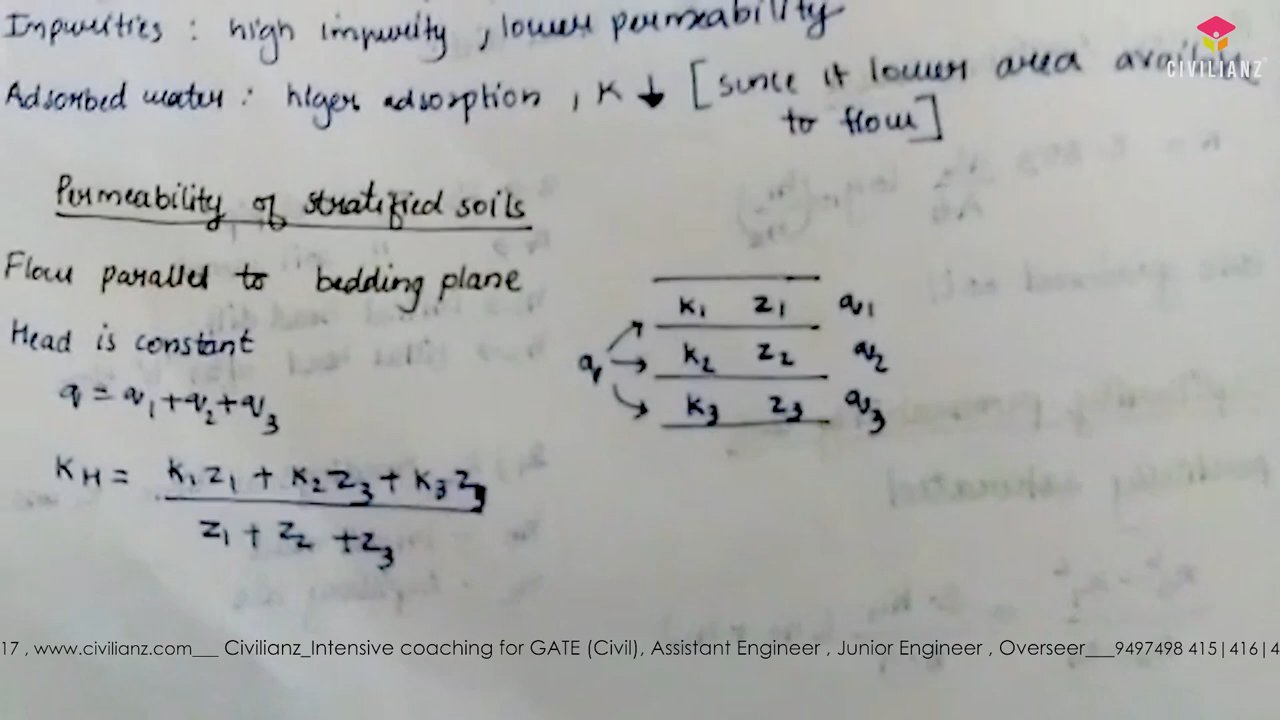 Impurities : high impurity , lower permeability
CIVILIANZ
Adsorbed water : higer adsorption , K ↓ [since it lower area
to flow]
Permeability of stratified soils
Flow parallel to bedding plane
Head is constant
q = q1 + q2 + q3
K1 Z1 q1
q K2 Z2 q2
K3 Z3 q3
KH = K1Z1 + K2Z3 + K3Z3
Z1 + Z2 + Z3
17 , www.civilianz.com___ Civilianz_Intensive coaching for GATE (Civil), Assistant Engineer , Junior Engineer , Overseer___9497498 415|416|4